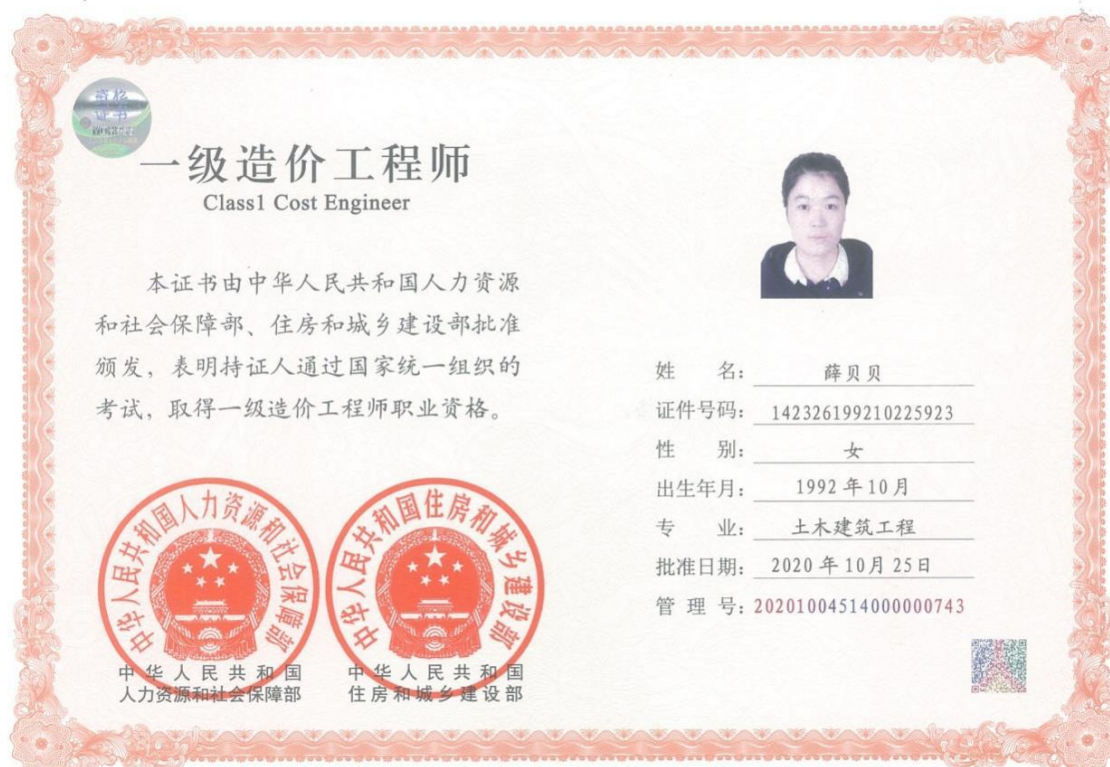 资格
证书
一级造价工程师
Class1 Cost Engineer
本证书由中华人民共和国人力资源
和社会保障部、住房和城乡建设部批准
颁发，表明持证人通过国家统一组织的
考试，取得一级造价工程师职业资格。
中华人民共和国人力资源和社会保障部
中华人民共和国
人力资源和社会保障部
中华人民共和国住房和城乡建设部
中华人民共和国
住房和城乡建设部
姓 名： 薛贝贝
证件号码： 142326199210225923
性 别： 女
出生年月： 1992年10月
专 业： 土木建筑工程
批准日期： 2020年10月25日
管 理 号：20201004514000000743